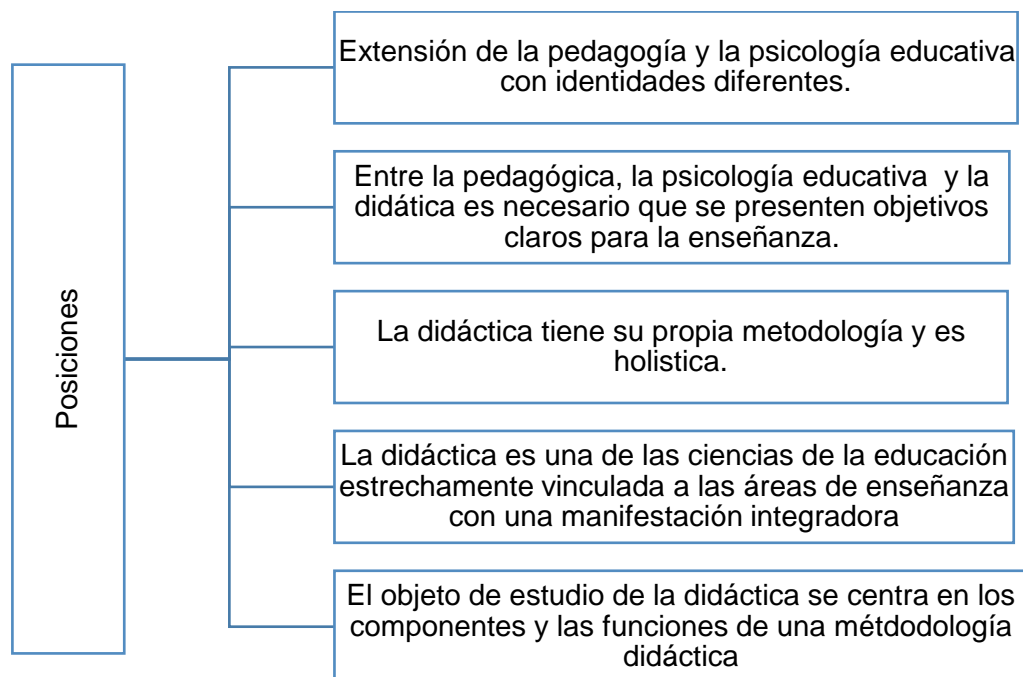 Posiciones
Extensión de la pedagogía y la psicología educativa
con identidades diferentes.
Entre la pedagógica, la psicología educativa y la
didática es necesario que se presenten objetivos
claros para la enseñanza.
La didáctica tiene su propia metodología y es
holistica.
La didáctica es una de las ciencias de la educación
estrechamente vinculada a las áreas de enseñanza
con una manifestación integradora
El objeto de estudio de la didáctica se centra en los
componentes y las funciones de una métdodología
didáctica